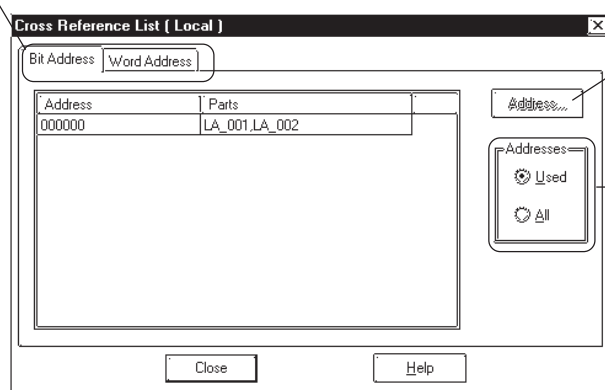 Cross Reference List ( Local )
Bit Address Word Address
Address Parts
000000 LA_001,LA_002
Address...
Addresses
Used
All
Close Help